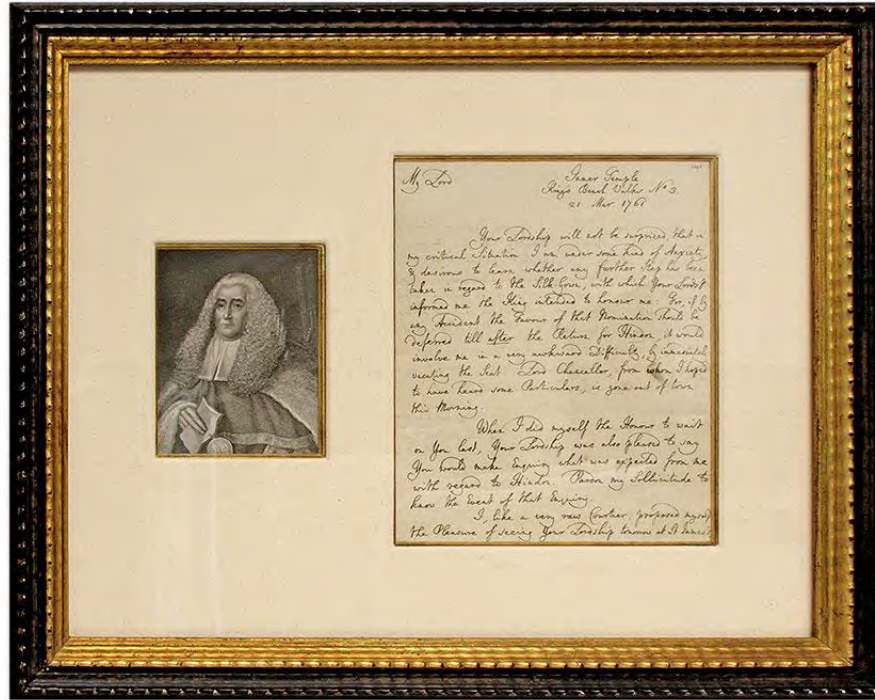 My Lord
Inner Temple
Kings Bench Walks No 3.
21 Mar 1761
Your Lordship will not be surprized, that in
my critical Situation I am under some kind of Anxiety,
& desirous to learn whether any further Step has been
taken in regard to the Silk-Gown, with which Your Lordsp
informed me the King intended to honour me: For, if by
any Accident the Favour of that Nomination should be
deferred till after the Return for Hindon, it would
involve me in a very awkward Difficulty, by immediately
vacating the Seat. Lord Chancellor, from whom I hoped
to have heard some Particulars, is gone out of town
this Morning.
When I did myself the Honour to wait
on You last, Your Lordship was also pleased to say
You would make Enquiry what was expected from me
with regard to Hindon. Pardon my Sollicitude to
know the Event of that Enquiry.
I, like a very raw Courtier, proposed myself
the Pleasure of seeing Your Lordship tomorrow at St James's